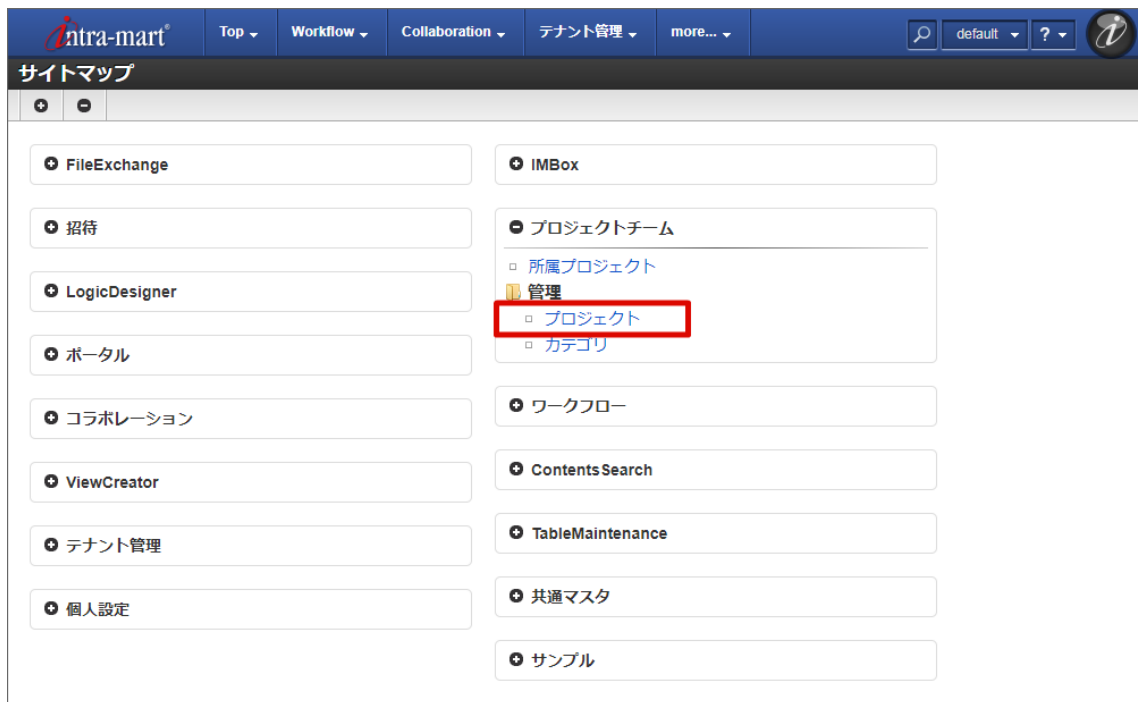 intra-mart® Top Workflow Collaboration テナント管理 more... default ?
サイトマップ
FileExchange
招待
LogicDesigner
ポータル
コラボレーション
ViewCreator
テナント管理
個人設定
IMBox
プロジェクトチーム
所属プロジェクト
管理
プロジェクト
カテゴリ
ワークフロー
ContentsSearch
TableMaintenance
共通マスタ
サンプル